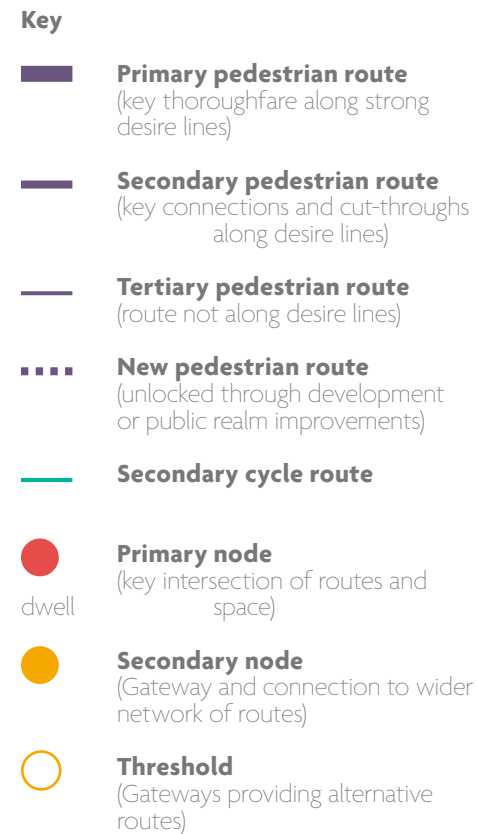 Key
Primary pedestrian route
(key thoroughfare along strong
desire lines)
Secondary pedestrian route
(key connections and cut-throughs
along desire lines)
Tertiary pedestrian route
(route not along desire lines)
New pedestrian route
(unlocked through development
or public realm improvements)
Secondary cycle route
Primary node
(key intersection of routes and
dwell space)
Secondary node
(Gateway and connection to wider
network of routes)
Threshold
(Gateways providing alternative
routes)